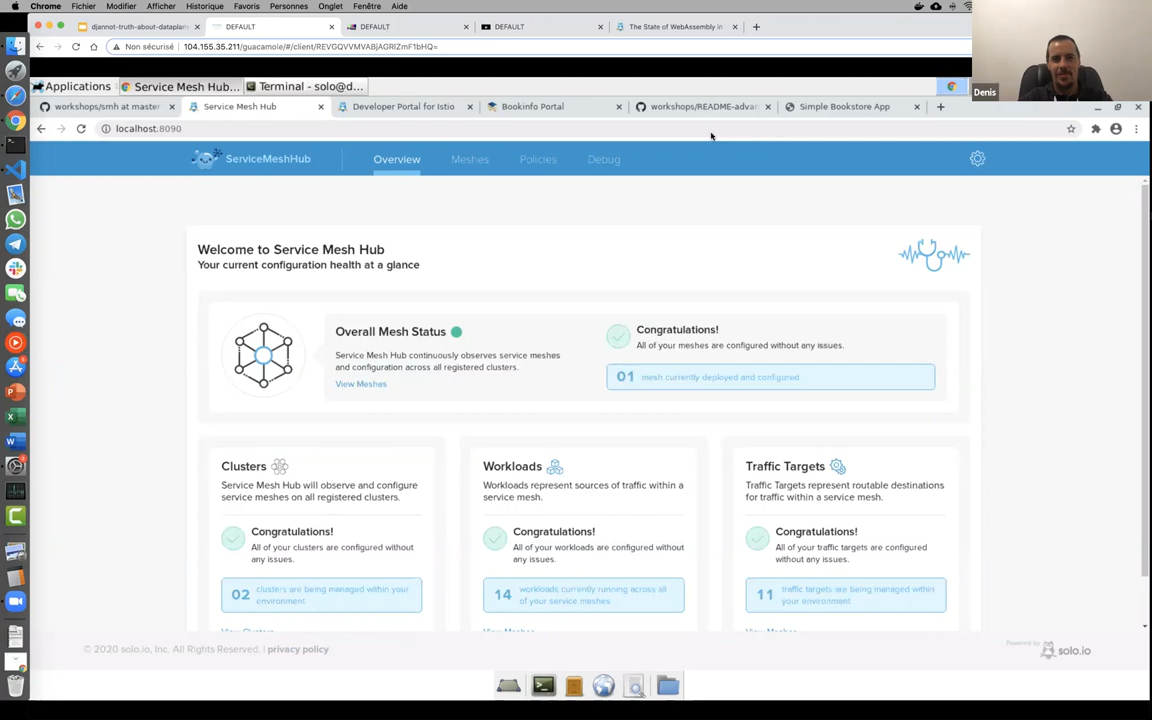 Chrome Fichier Modifier Afficher Historique Favoris Personnes Onglet Fenêtre Aide
djannot-truth-about-dataplan
DEFAULT
DEFAULT
DEFAULT
The State of WebAssembly in
Non sécurisé 104.155.35.211/guacamole/#/client/REVGQVVMVABjAGRlZmF1bHQ=
Denis
Applications
Service Mesh Hub...
Terminal - solo@d...
workshops/smh at master
Service Mesh Hub
Developer Portal for Istio
Bookinfo Portal
workshops/README-advan
Simple Bookstore App
localhost:8090
ServiceMeshHub
Overview
Meshes
Policies
Debug
Welcome to Service Mesh Hub
Your current configuration health at a glance
Overall Mesh Status
Service Mesh Hub continuously observes service meshes
and configuration across all registered clusters.
View Meshes
Congratulations!
All of your meshes are configured without any issues.
01 mesh currently deployed and configured
Clusters
Service Mesh Hub will observe and configure
service meshes on all registered clusters.
Congratulations!
All of your clusters are configured without
any issues.
02 clusters are being managed within your
environment
View Clusters
Workloads
Workloads represent sources of traffic within a
service mesh.
Congratulations!
All of your workloads are configured without
any issues.
14 workloads currently running across all
of your service meshes
View Meshes
Traffic Targets
Traffic Targets represent routable destinations
for traffic within a service mesh.
Congratulations!
All of your traffic targets are configured
without any issues.
11 traffic targets are being managed within
your environment
View Meshes
© 2020 solo.io, Inc. All Rights Reserved. | privacy policy
Powered by
solo.io